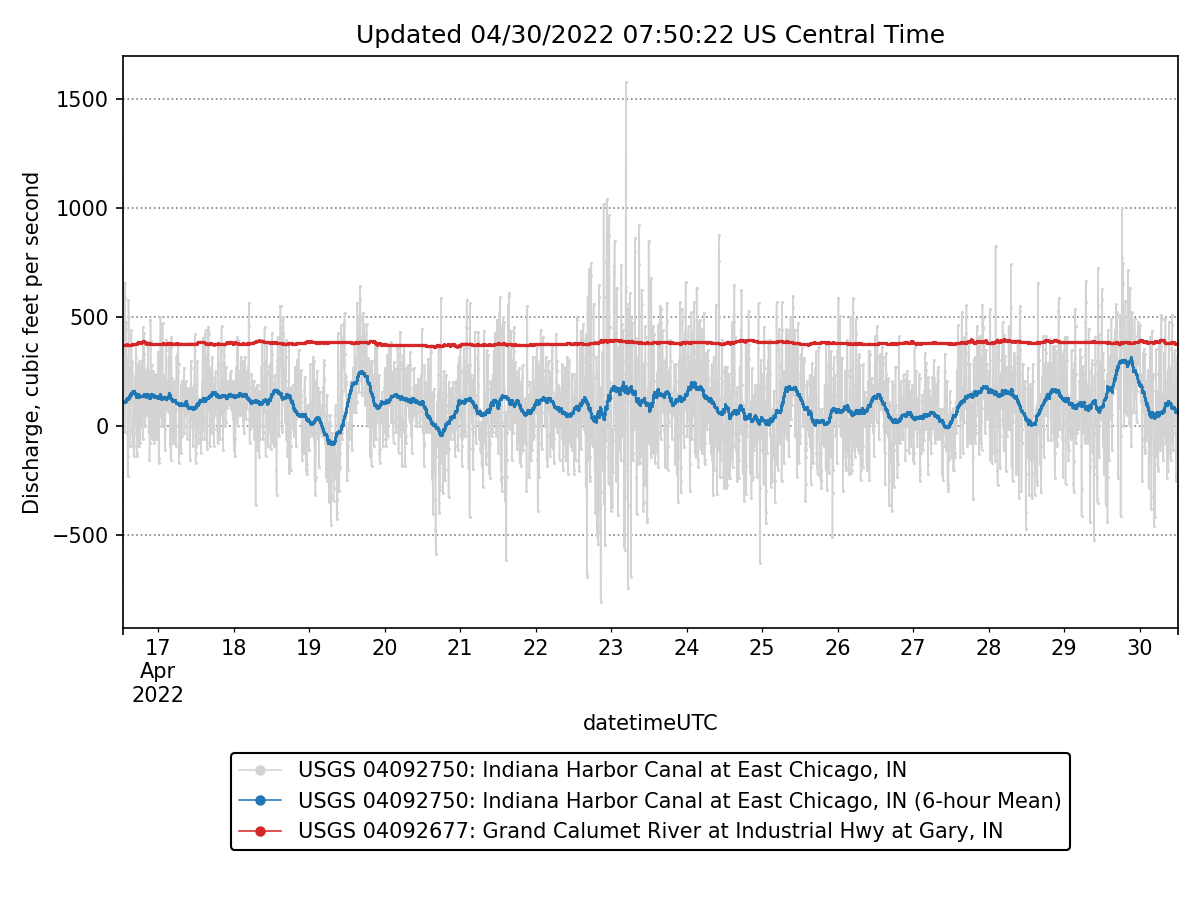 Updated 04/30/2022 07:50:22 US Central Time
Discharge, cubic feet per second
1500
1000
500
0
−500
17 18 19 20 21 22 23 24 25 26 27 28 29 30
Apr
2022
datetimeUTC
USGS 04092750: Indiana Harbor Canal at East Chicago, IN
USGS 04092750: Indiana Harbor Canal at East Chicago, IN (6-hour Mean)
USGS 04092677: Grand Calumet River at Industrial Hwy at Gary, IN